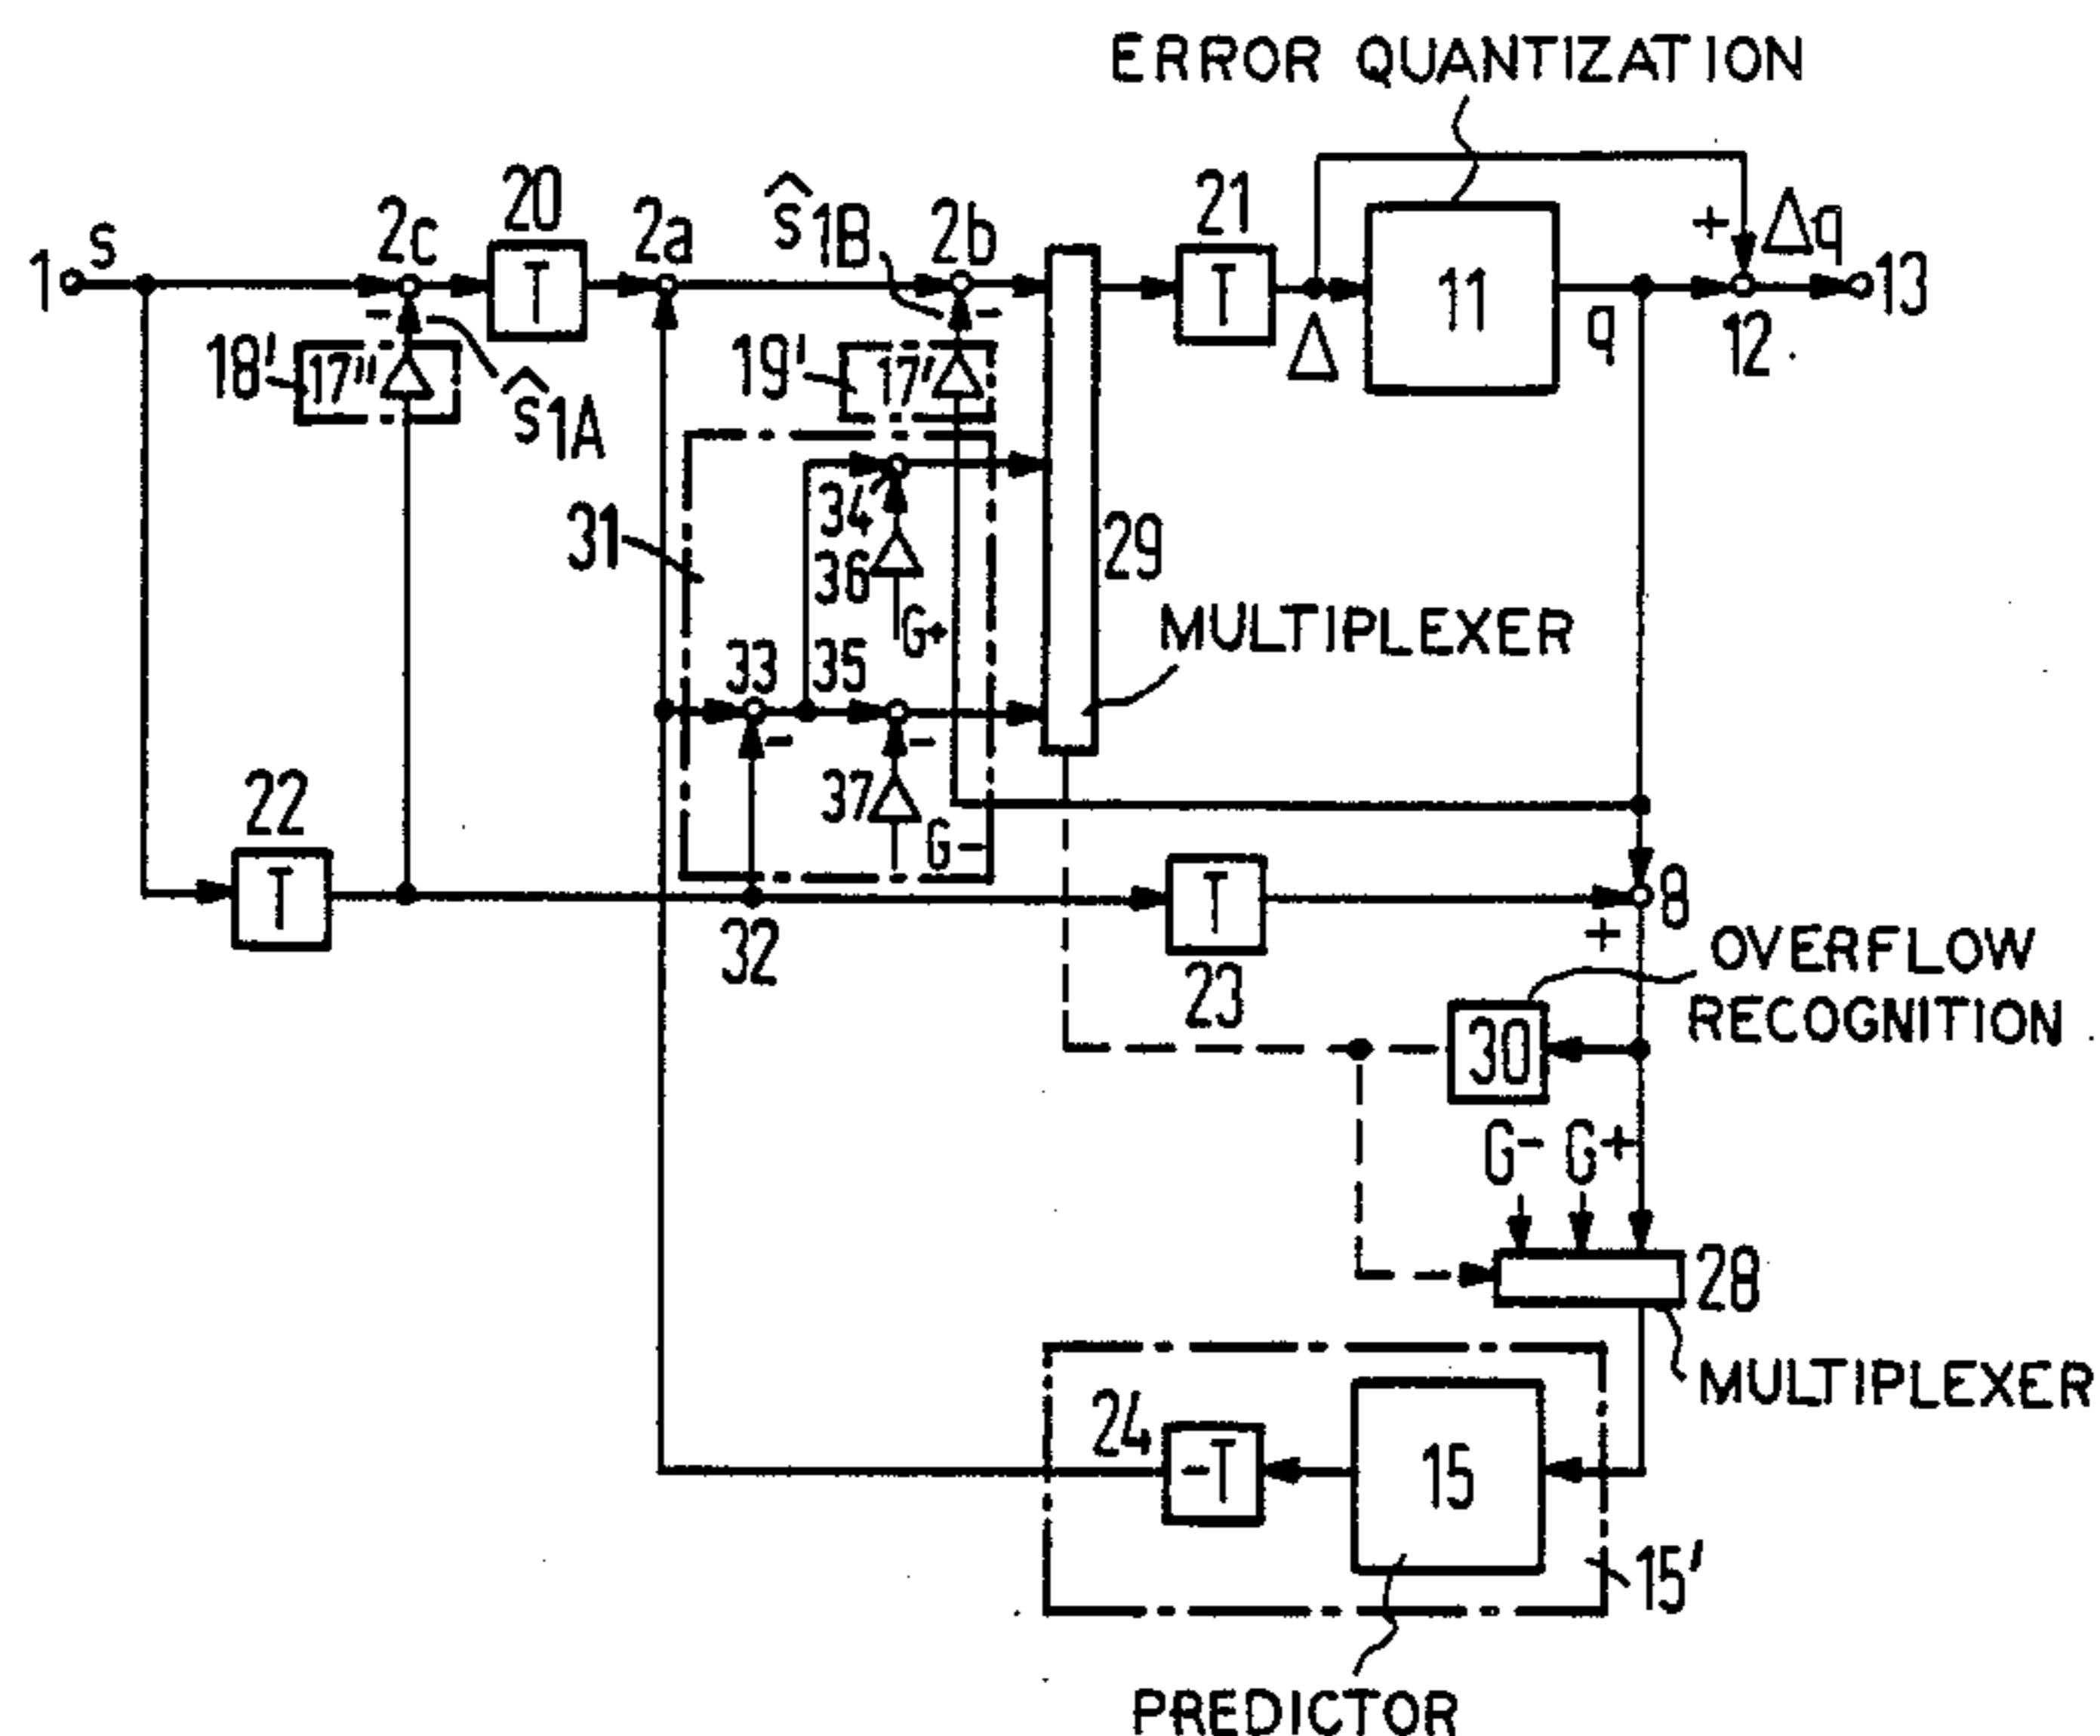 ERROR QUANTIZATION
1 s 2c 20 T 2a ŝ1B 2b 21 T Δ 11 q + Δq 12 13
- -
18' 17''' ŝ1A 19' 17'
31 34 36 G+ 29
MULTIPLEXER
33 35 - - 37 G-
22 T 32 T 23 + 8
OVERFLOW
RECOGNITION
30
G- G+
28
MULTIPLEXER
24 -T 15 15'
PREDICTOR